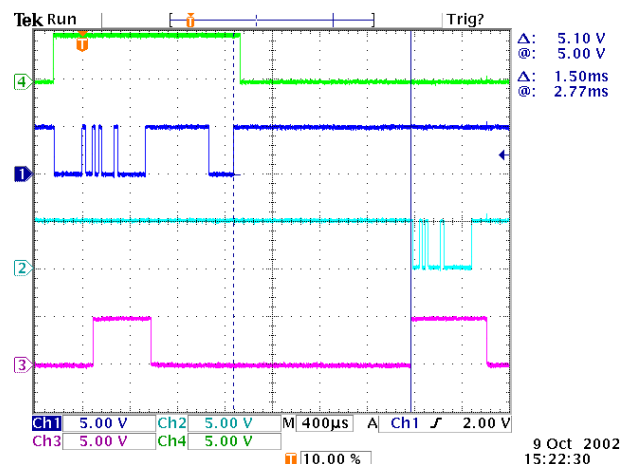 Tek Run Trig?
T
T
Δ: 5.10 V
@: 5.00 V
Δ: 1.50ms
@: 2.77ms
4
1
2
3
Ch1 5.00 V Ch2 5.00 V M 400µs A Ch1 2.00 V
Ch3 5.00 V Ch4 5.00 V
T 10.00 %
9 Oct 2002
15:22:30